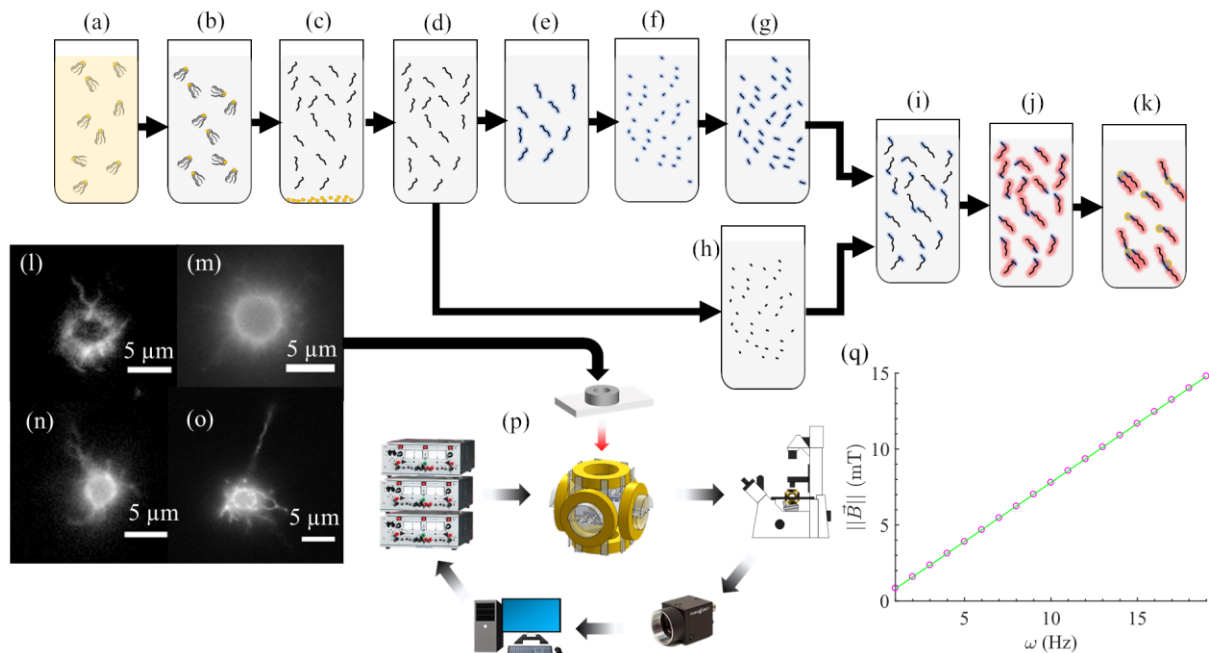 (a)
(b)
(c)
(d)
(e)
(f)
(g)
(h)
(i)
(j)
(k)
(l)
5 µm
(m)
5 µm
(n)
5 µm
(o)
5 µm
(p)
(q)
15
10
5
0
||B̄|| (mT)
5
10
15
ω (Hz)